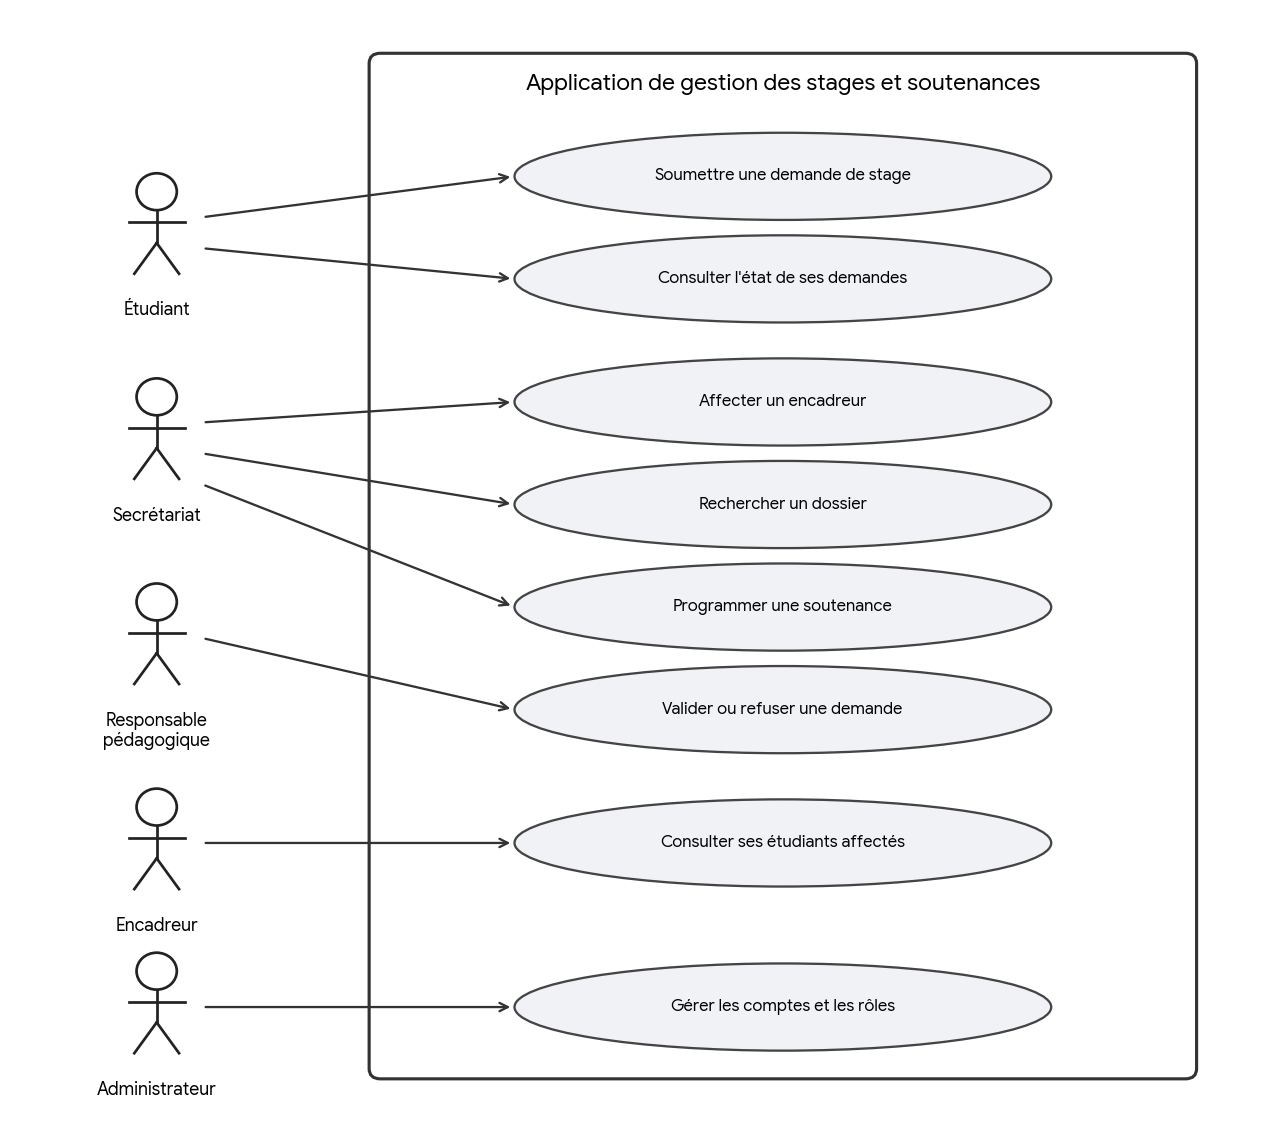 Application de gestion des stages et soutenances
Soumettre une demande de stage
Consulter l'état de ses demandes
Étudiant
Affecter un encadreur
Rechercher un dossier
Secrétariat
Programmer une soutenance
Valider ou refuser une demande
Responsable
pédagogique
Consulter ses étudiants affectés
Encadreur
Gérer les comptes et les rôles
Administrateur